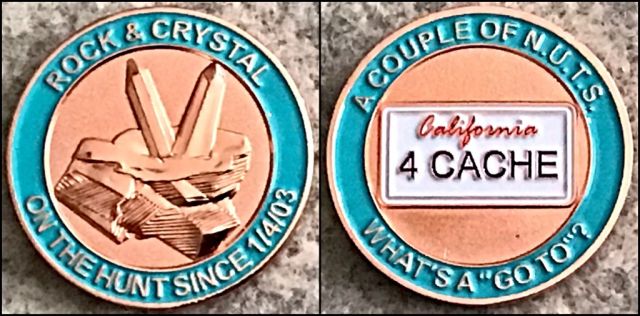 ROCK & CRYSTAL
ON THE HUNT SINCE 1/4/03
A COUPLE OF N.U.T.S.
California
4 CACHE
WHAT'S A "GO TO"?